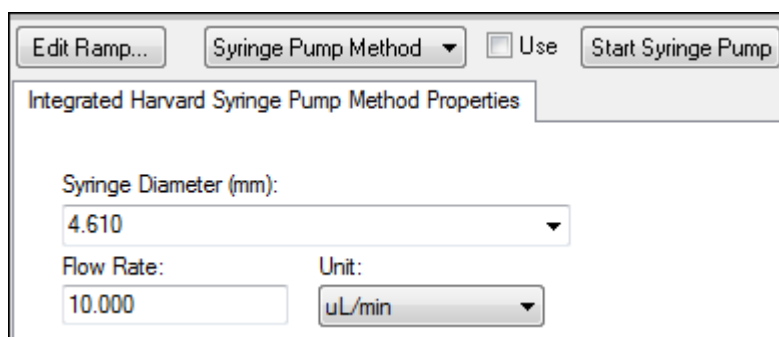 Edit Ramp... Syringe Pump Method Use Start Syringe Pump
Integrated Harvard Syringe Pump Method Properties
Syringe Diameter (mm):
4.610
Flow Rate: Unit:
10.000 uL/min